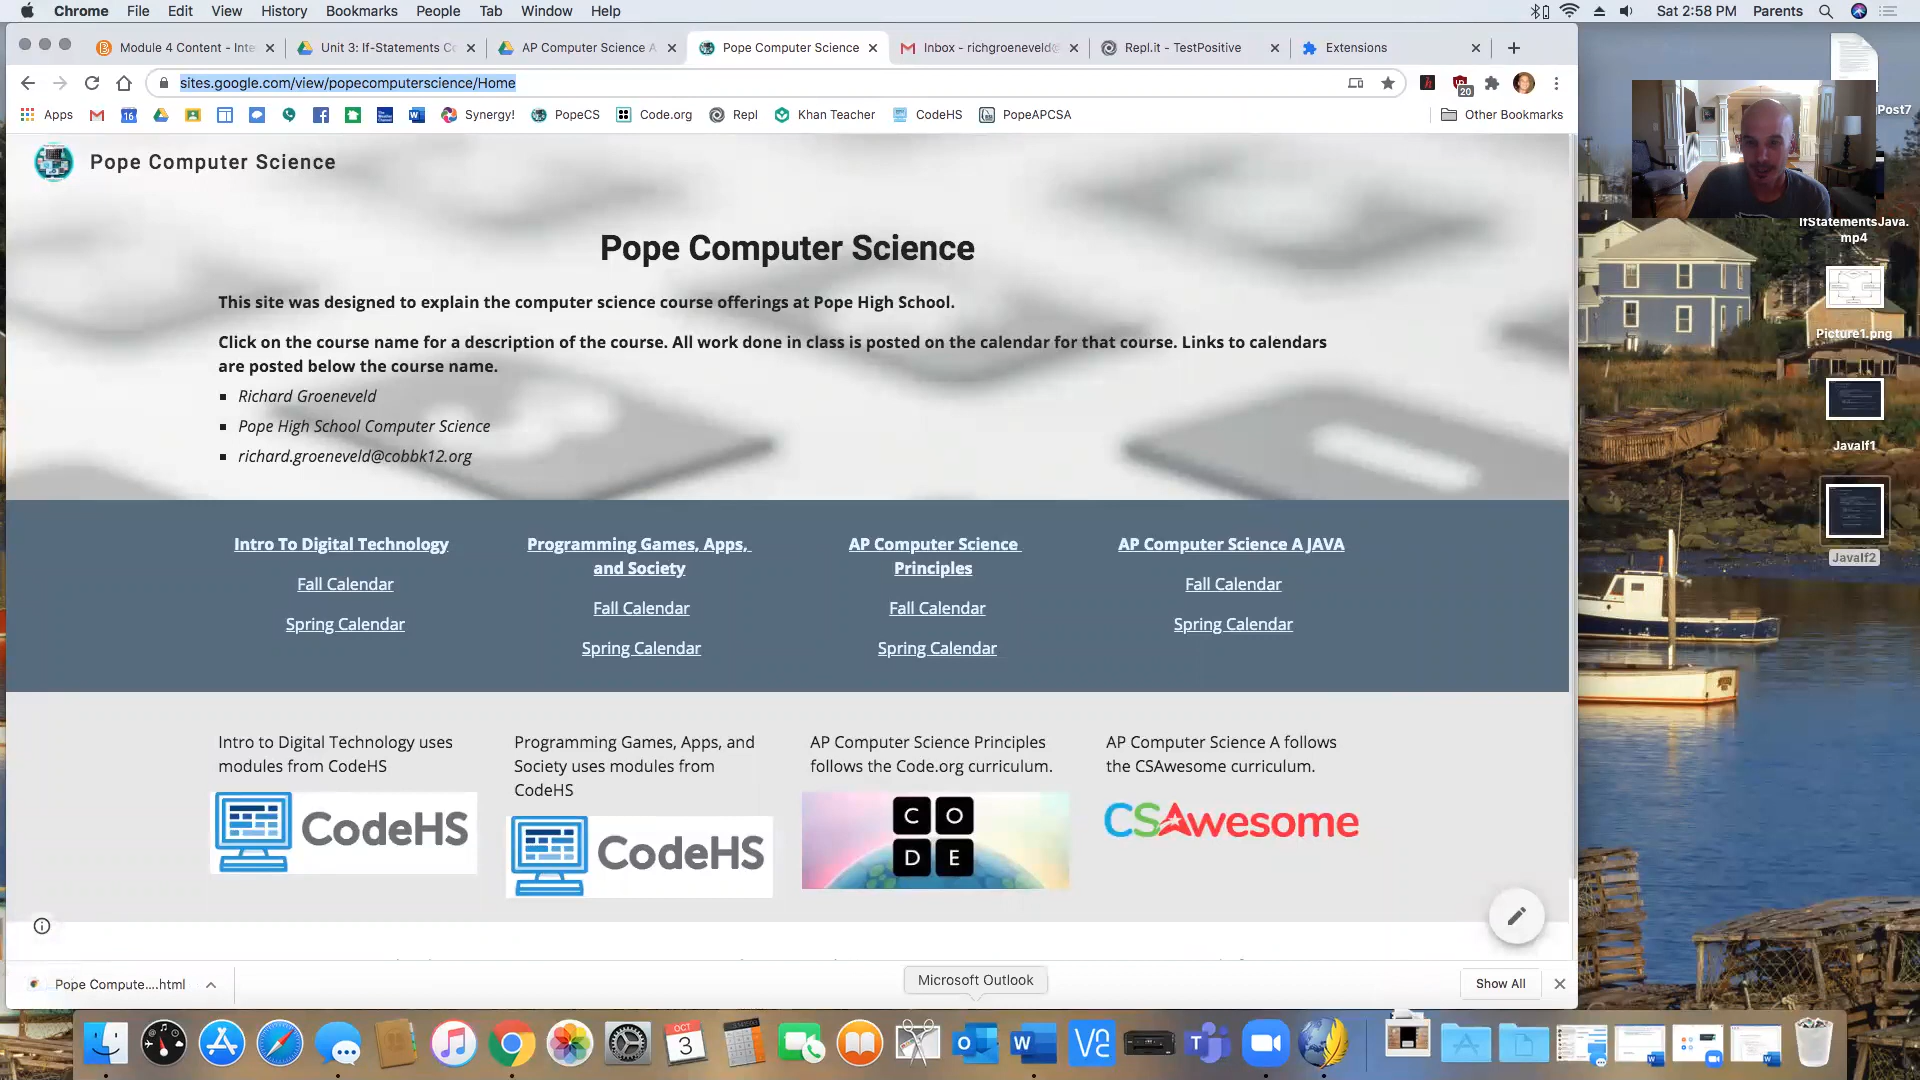 Chrome File Edit View History Bookmarks People Tab Window Help Sat 2:58 PM Parents
Module 4 Content - Inte Unit 3: If-Statements Co AP Computer Science A Pope Computer Science Inbox - richgroeneveld@ Repl.it - TestPositive Extensions
sites.google.com/view/popecomputerscience/Home
20
Apps 16 Synergy! PopeCS Code.org Repl Khan Teacher CodeHS PopeAPCSA Other Bookmarks
Post7
Pope Computer Science
IfStatementsJava.
mp4
Pope Computer Science
This site was designed to explain the computer science course offerings at Pope High School.
Click on the course name for a description of the course. All work done in class is posted on the calendar for that course. Links to calendars
are posted below the course name.
Richard Groeneveld
Pope High School Computer Science
richard.groeneveld@cobbk12.org
Picture1.png
JavaIf1
JavaIf2
Intro To Digital Technology
Fall Calendar
Spring Calendar
Programming Games, Apps,
and Society
Fall Calendar
Spring Calendar
AP Computer Science
Principles
Fall Calendar
Spring Calendar
AP Computer Science A JAVA
Fall Calendar
Spring Calendar
Intro to Digital Technology uses
modules from CodeHS
CodeHS
Programming Games, Apps, and
Society uses modules from
CodeHS
CodeHS
AP Computer Science Principles
follows the Code.org curriculum.
C O
D E
AP Computer Science A follows
the CSAwesome curriculum.
CSAwesome
Pope Compute....html
Microsoft Outlook
Show All
OCT
3